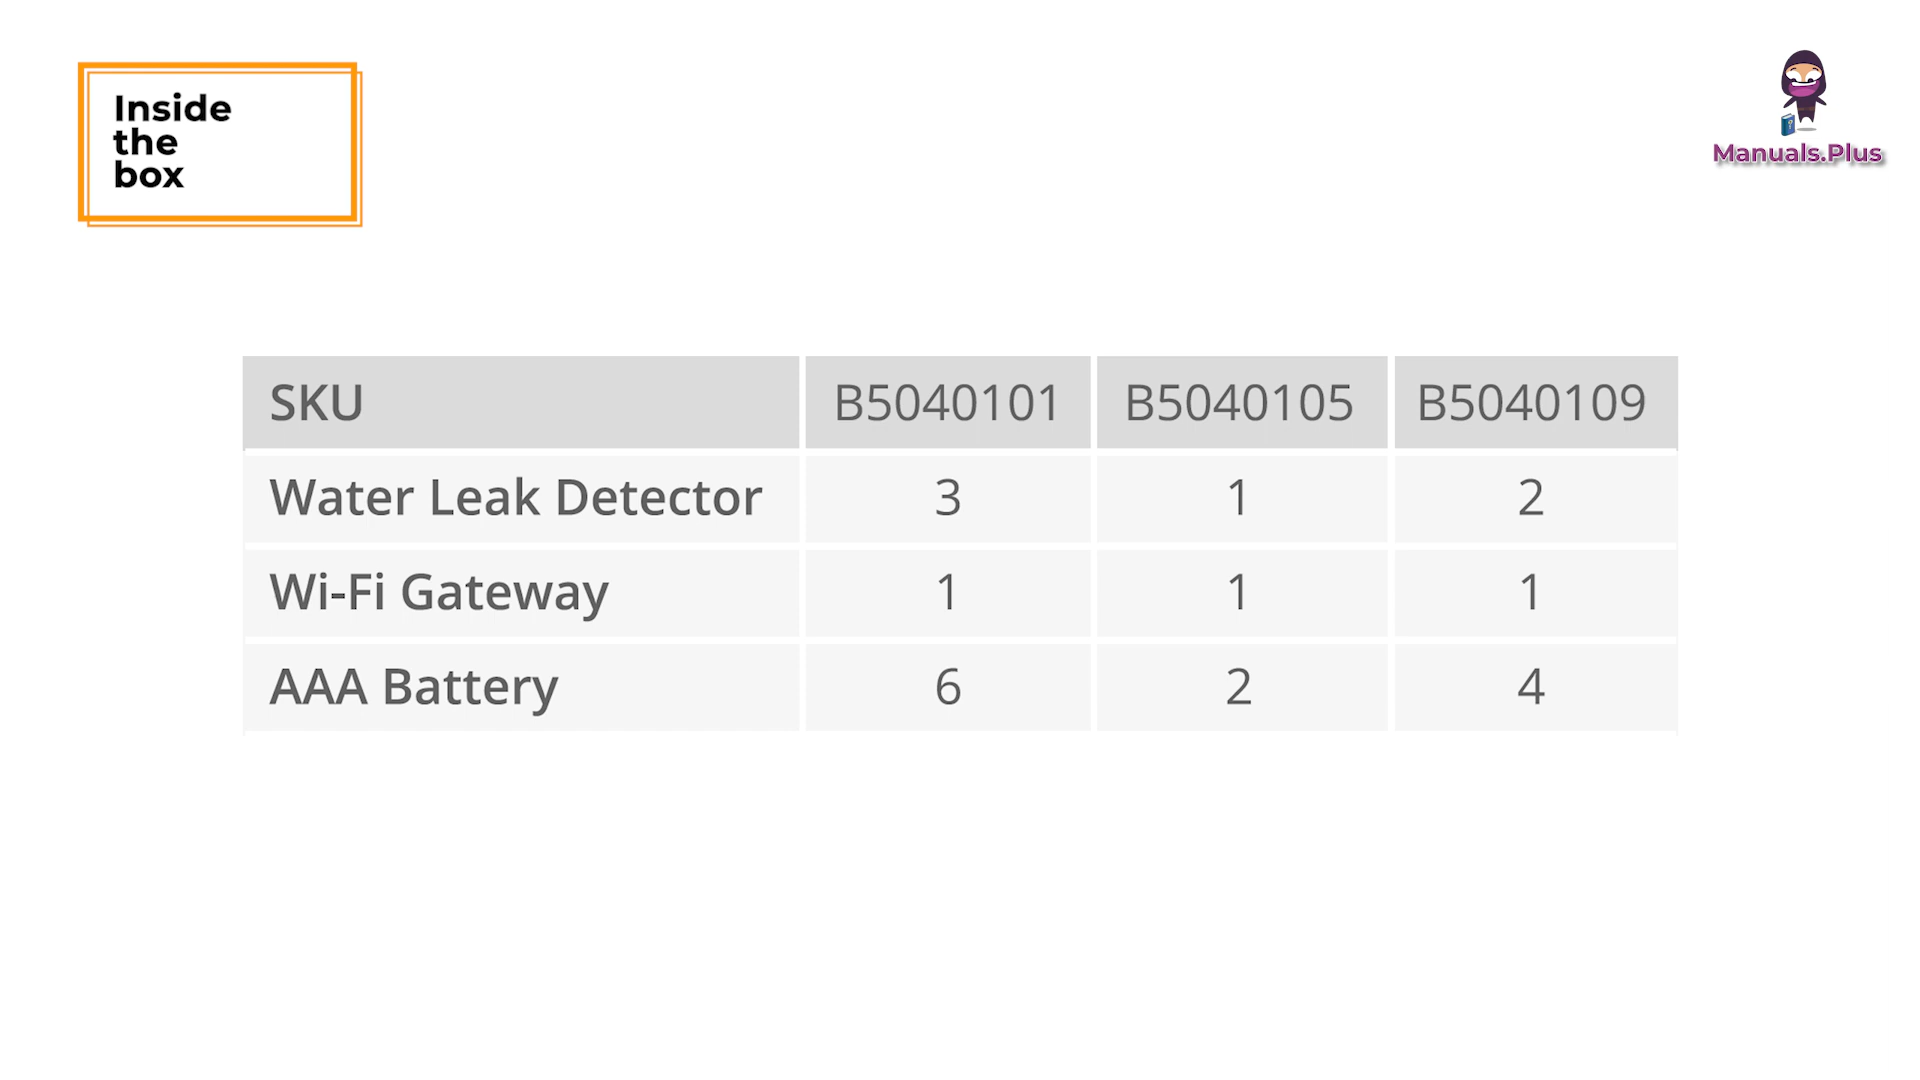 Inside
the
box
Manuals.Plus
SKU B5040101 B5040105 B5040109
Water Leak Detector 3 1 2
Wi-Fi Gateway 1 1 1
AAA Battery 6 2 4